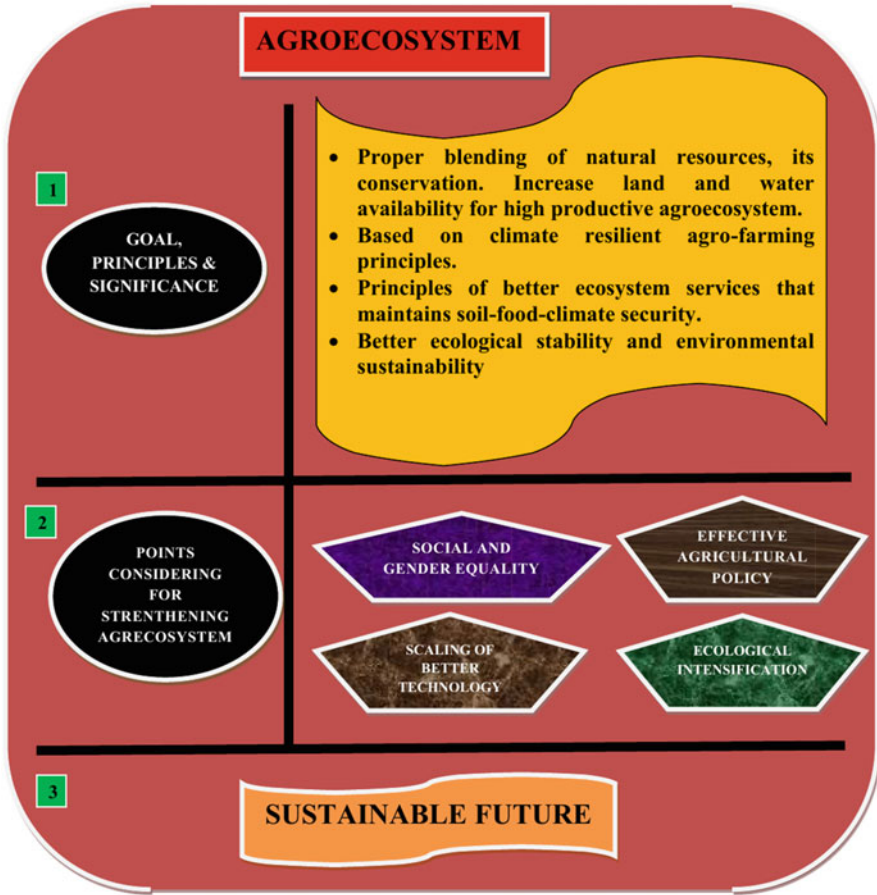 AGROECOSYSTEM
1
GOAL,
PRINCIPLES &
SIGNIFICANCE
• Proper blending of natural resources, its
conservation. Increase land and water
availability for high productive agroecosystem.
• Based on climate resilient agro-farming
principles.
• Principles of better ecosystem services that
maintains soil-food-climate security.
• Better ecological stability and environmental
sustainability
2
POINTS
CONSIDERING
FOR
STRENTHENING
AGRECOSYSTEM
SOCIAL AND
GENDER EQUALITY
EFFECTIVE
AGRICULTURAL
POLICY
SCALING OF
BETTER
TECHNOLOGY
ECOLOGICAL
INTENSIFICATION
3
SUSTAINABLE FUTURE